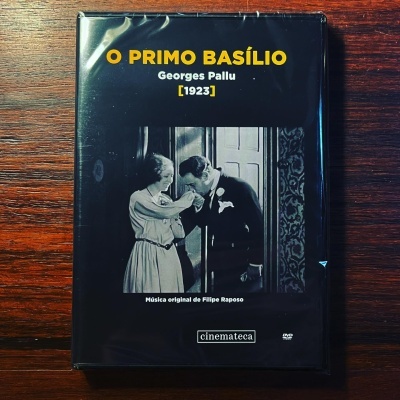 O PRIMO BASÍLIO
Georges Pallu
[1923]
Música original de Filipe Raposo
cinemateca
DVD